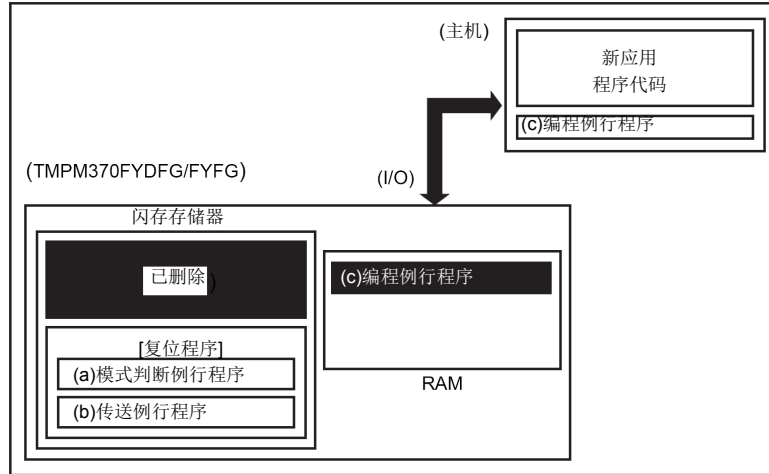 (主机)
新应用
程序代码
(c)编程例行程序
(TMPM370FYDFG/FYFG)
(I/O)
闪存存储器
已删除)
(c)编程例行程序
[复位程序]
(a)模式判断例行程序
(b)传送例行程序
RAM